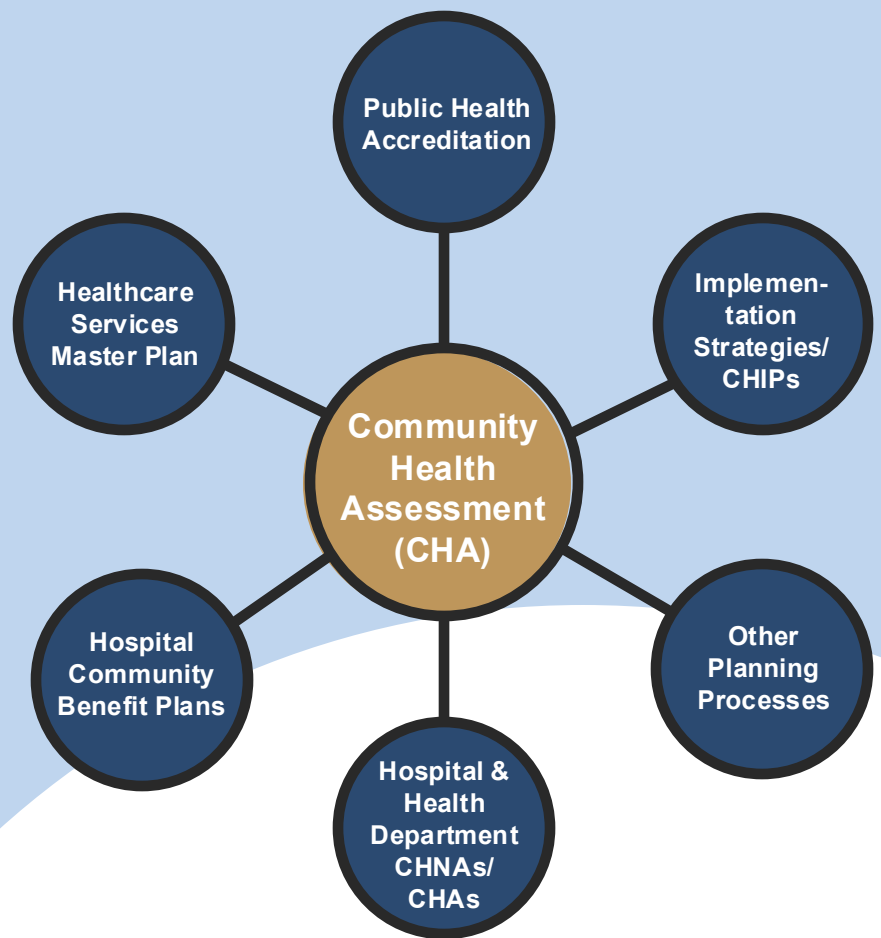 Public Health
Accreditation
Healthcare
Services
Master Plan
Implemen-
tation
Strategies/
CHIPs
Community
Health
Assessment
(CHA)
Hospital
Community
Benefit Plans
Other
Planning
Processes
Hospital &
Health
Department
CHNAs/
CHAs